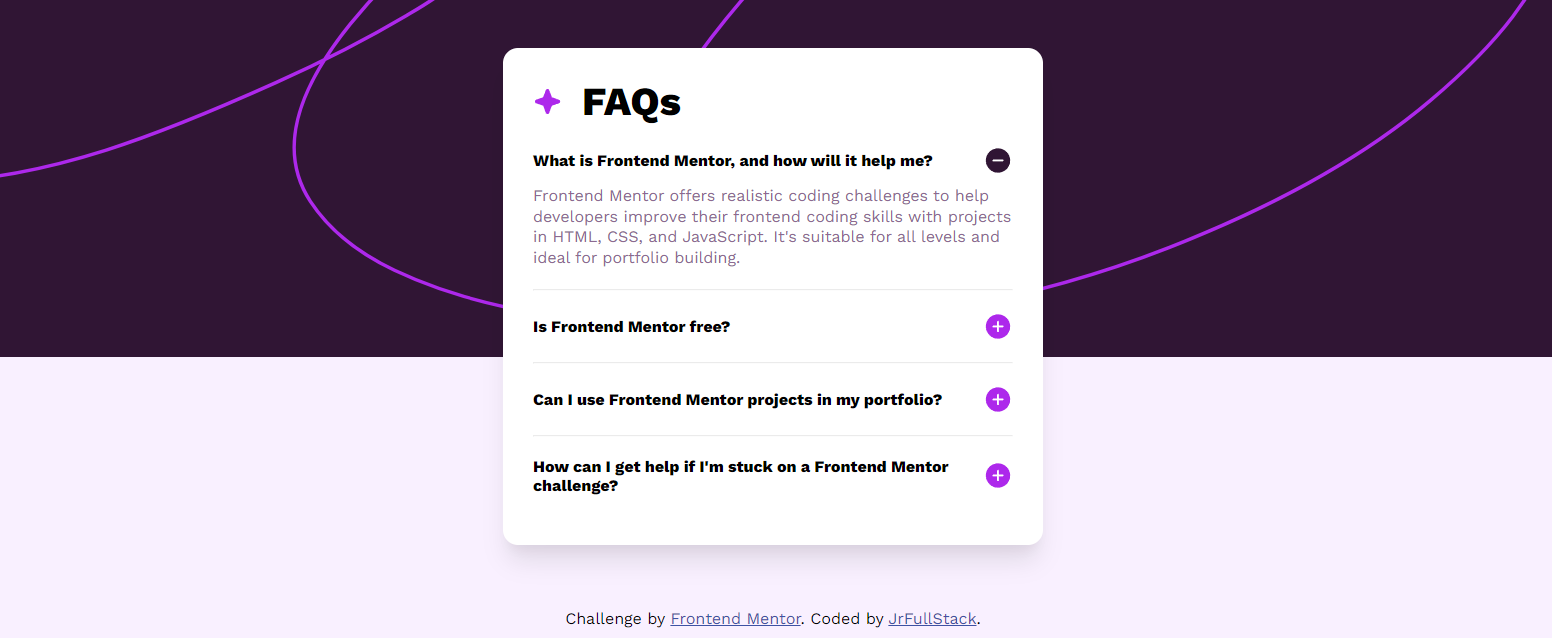 FAQs
What is Frontend Mentor, and how will it help me?
Frontend Mentor offers realistic coding challenges to help
developers improve their frontend coding skills with projects
in HTML, CSS, and JavaScript. It's suitable for all levels and
ideal for portfolio building.
Is Frontend Mentor free?
Can I use Frontend Mentor projects in my portfolio?
How can I get help if I'm stuck on a Frontend Mentor
challenge?
Challenge by Frontend Mentor. Coded by JrFullStack.